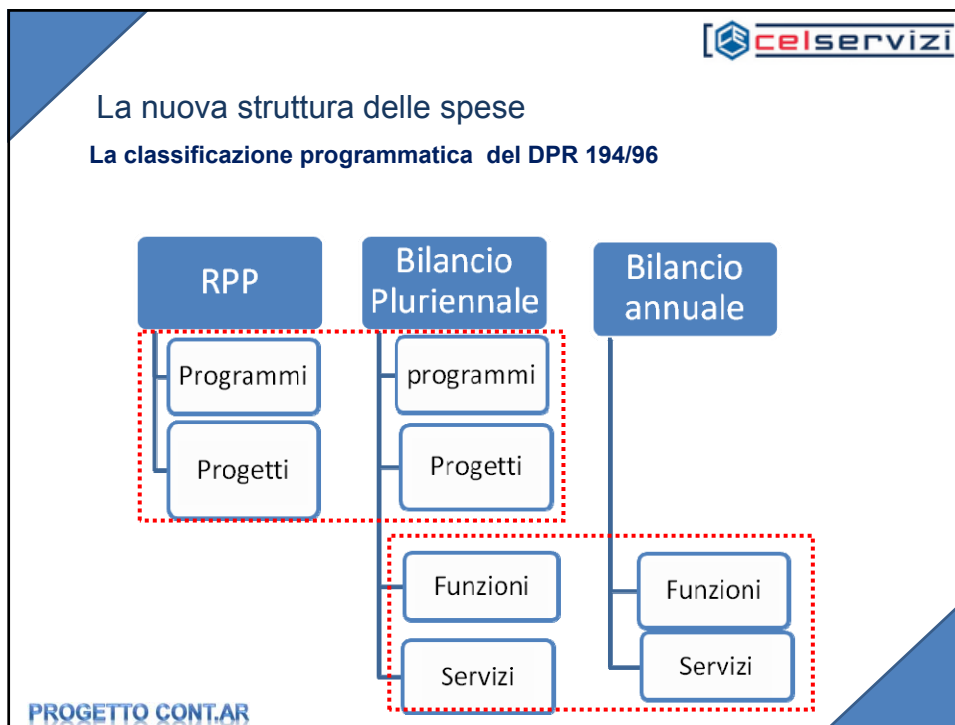 celservizi
La nuova struttura delle spese
La classificazione programmatica del DPR 194/96
RPP
Programmi
Progetti
Bilancio
Pluriennale
programmi
Progetti
Funzioni
Servizi
Bilancio
annuale
Funzioni
Servizi
PROGETTO CONT.AR